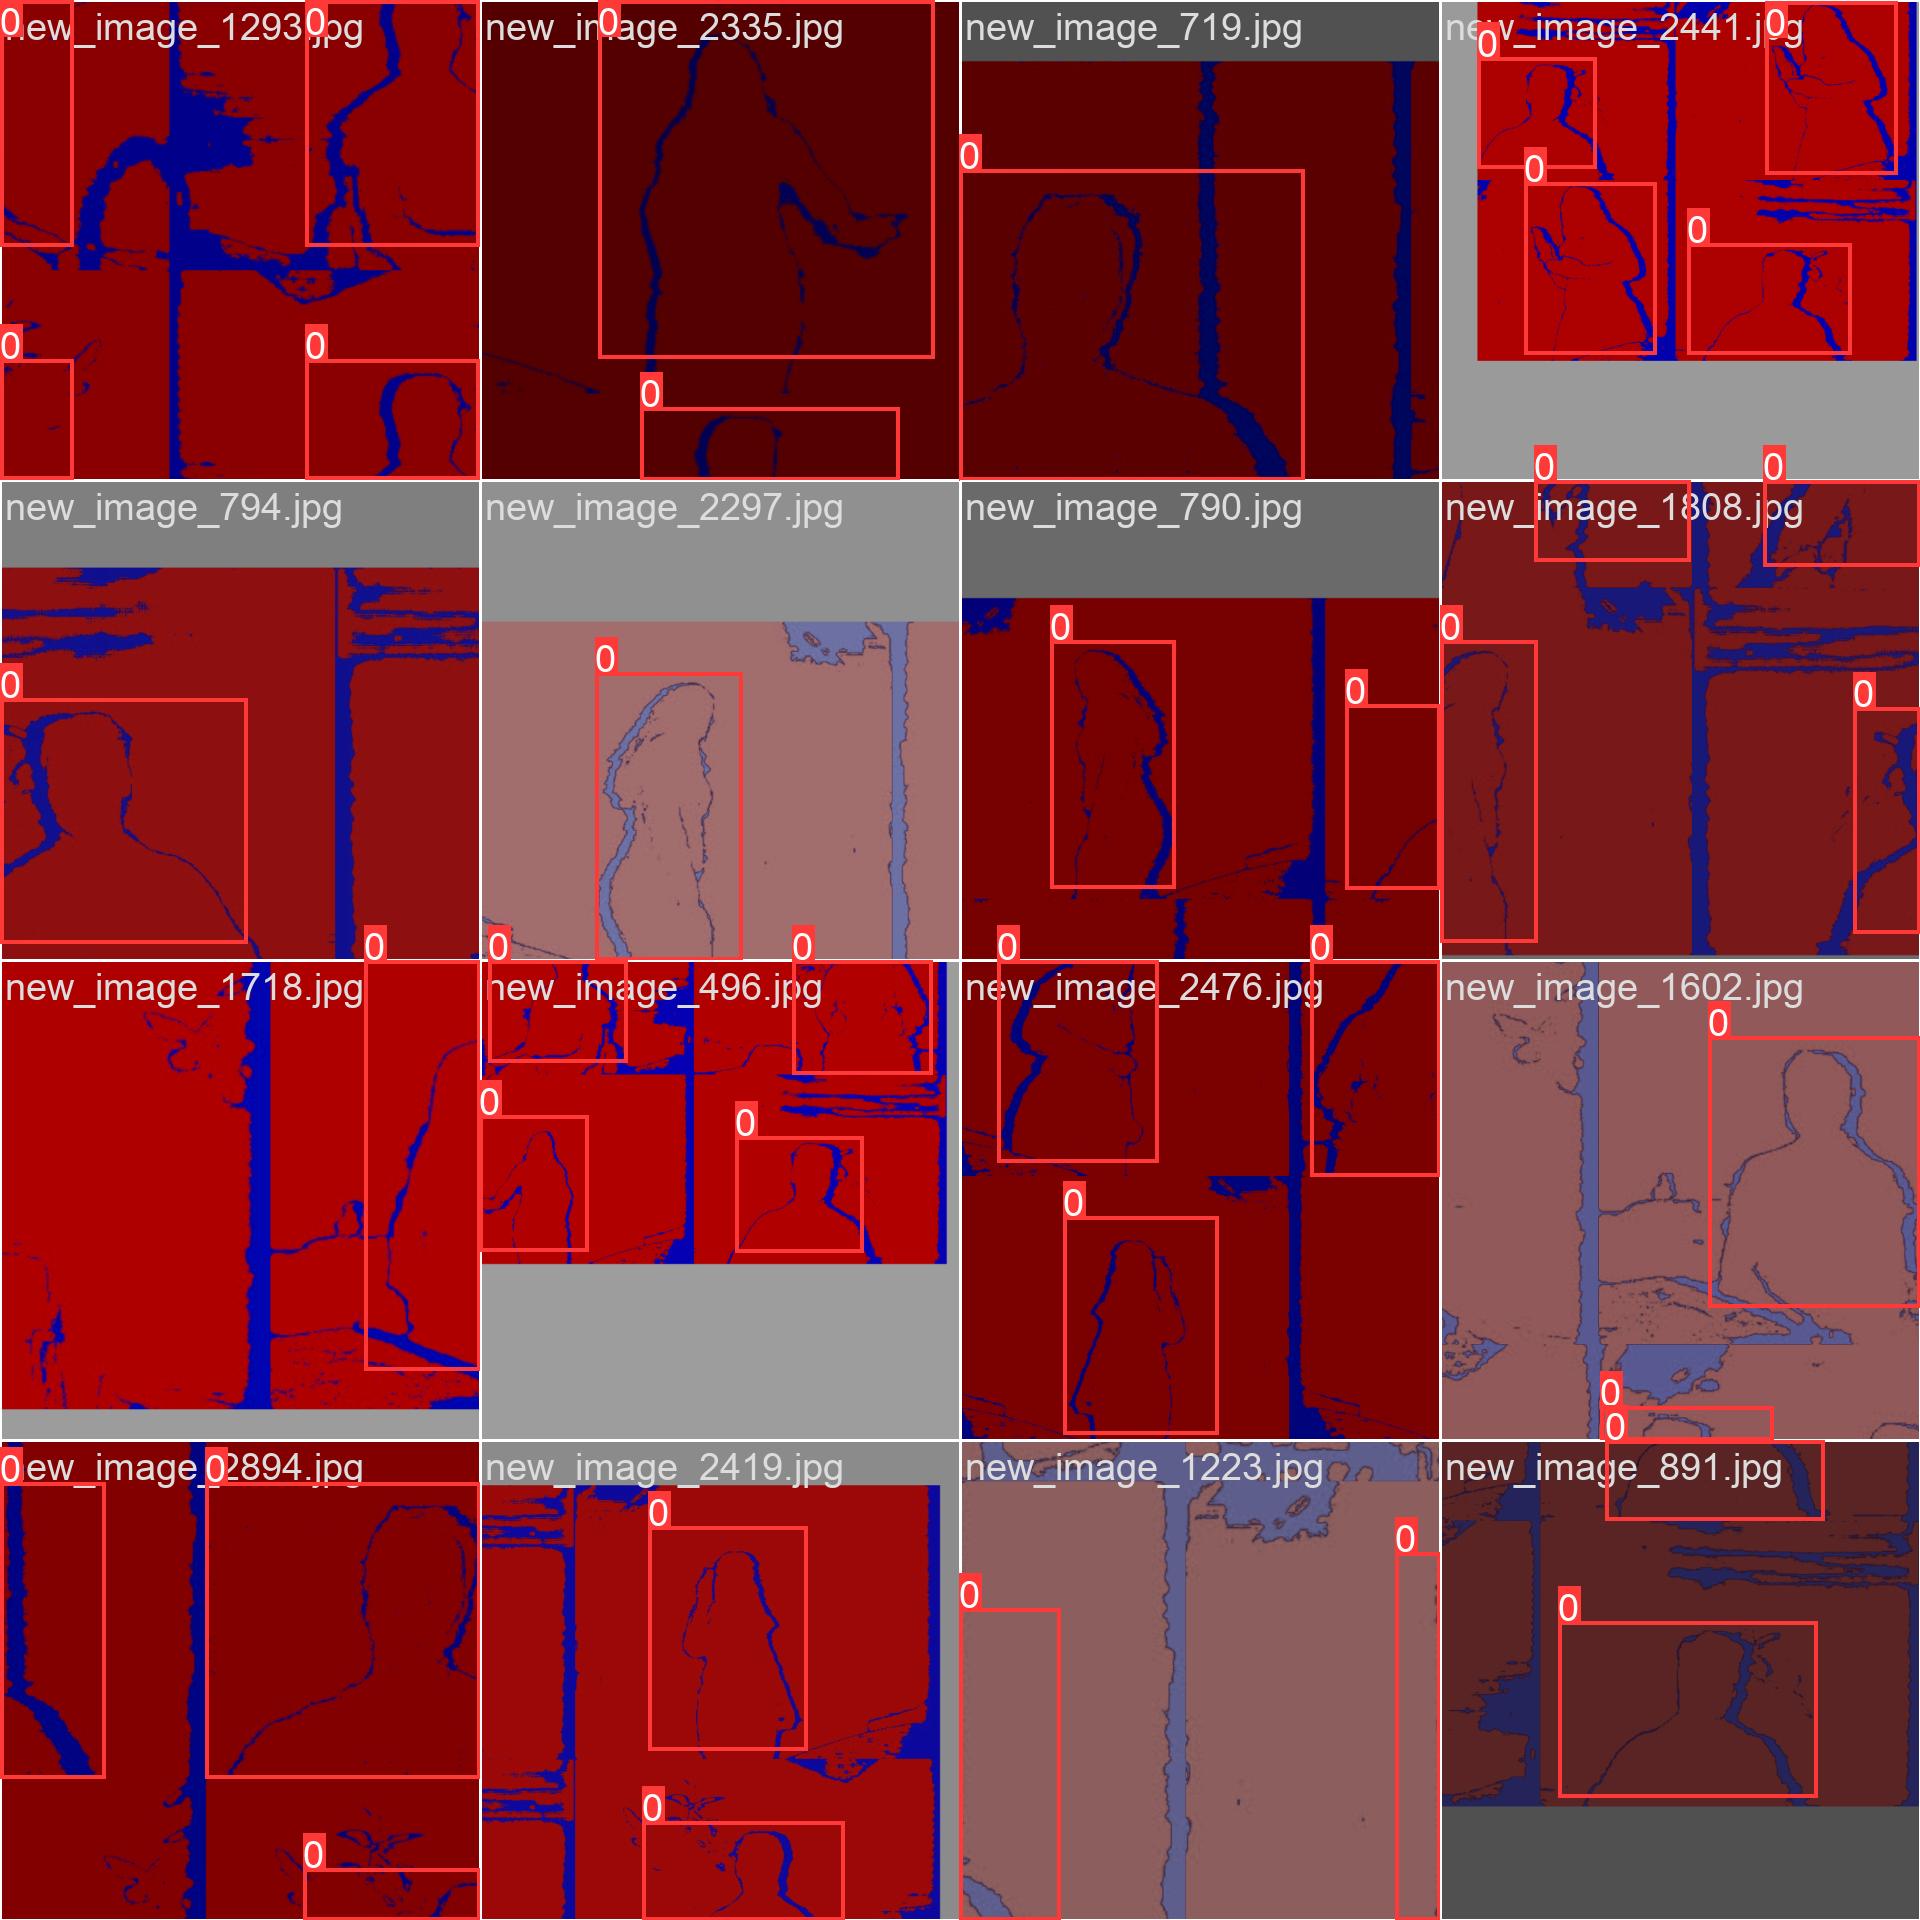 new_image_1293.jpg
new_image_2335.jpg
new_image_719.jpg
new_image_2441.jpg
0 0 0 0
0 0 0 0
0 0 0 0
0 0
new_image_794.jpg
new_image_2297.jpg
new_image_790.jpg
new_image_1808.jpg
0 0 0 0
0 0 0 0
new_image_1718.jpg
new_image_496.jpg
new_image_2476.jpg
new_image_1602.jpg
0 0 0 0
0 0 0 0
0 0
new_image_2894.jpg
new_image_2419.jpg
new_image_1223.jpg
new_image_891.jpg
0 0 0 0
0 0 0 0
0